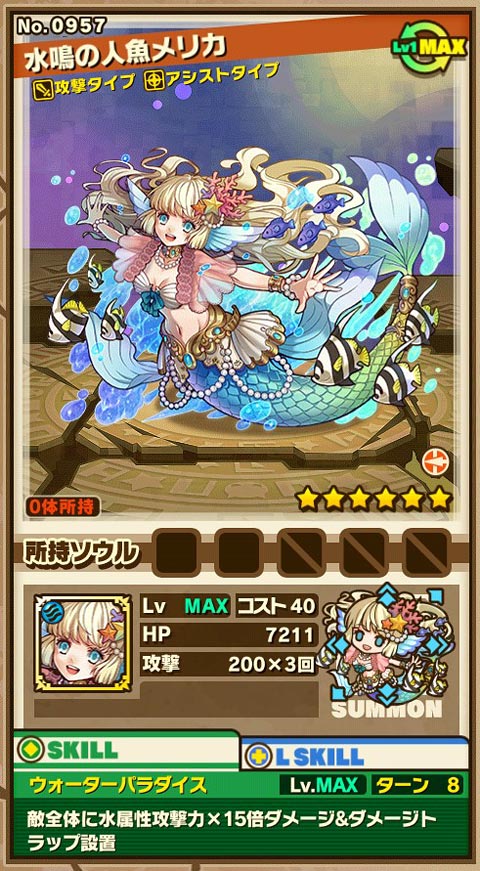 No.0957
水鳴の人魚メリカ
Lv1 MAX
攻撃タイプ アシストタイプ
0体所持
所持ソウル
Lv MAX コスト 40
HP 7211
攻撃 200×3回
SUMMON
SKILL
L SKILL
ウォーターパラダイス Lv.MAX ターン 8
敵全体に水属性攻撃力×15倍ダメージ&ダメージト
ラップ設置